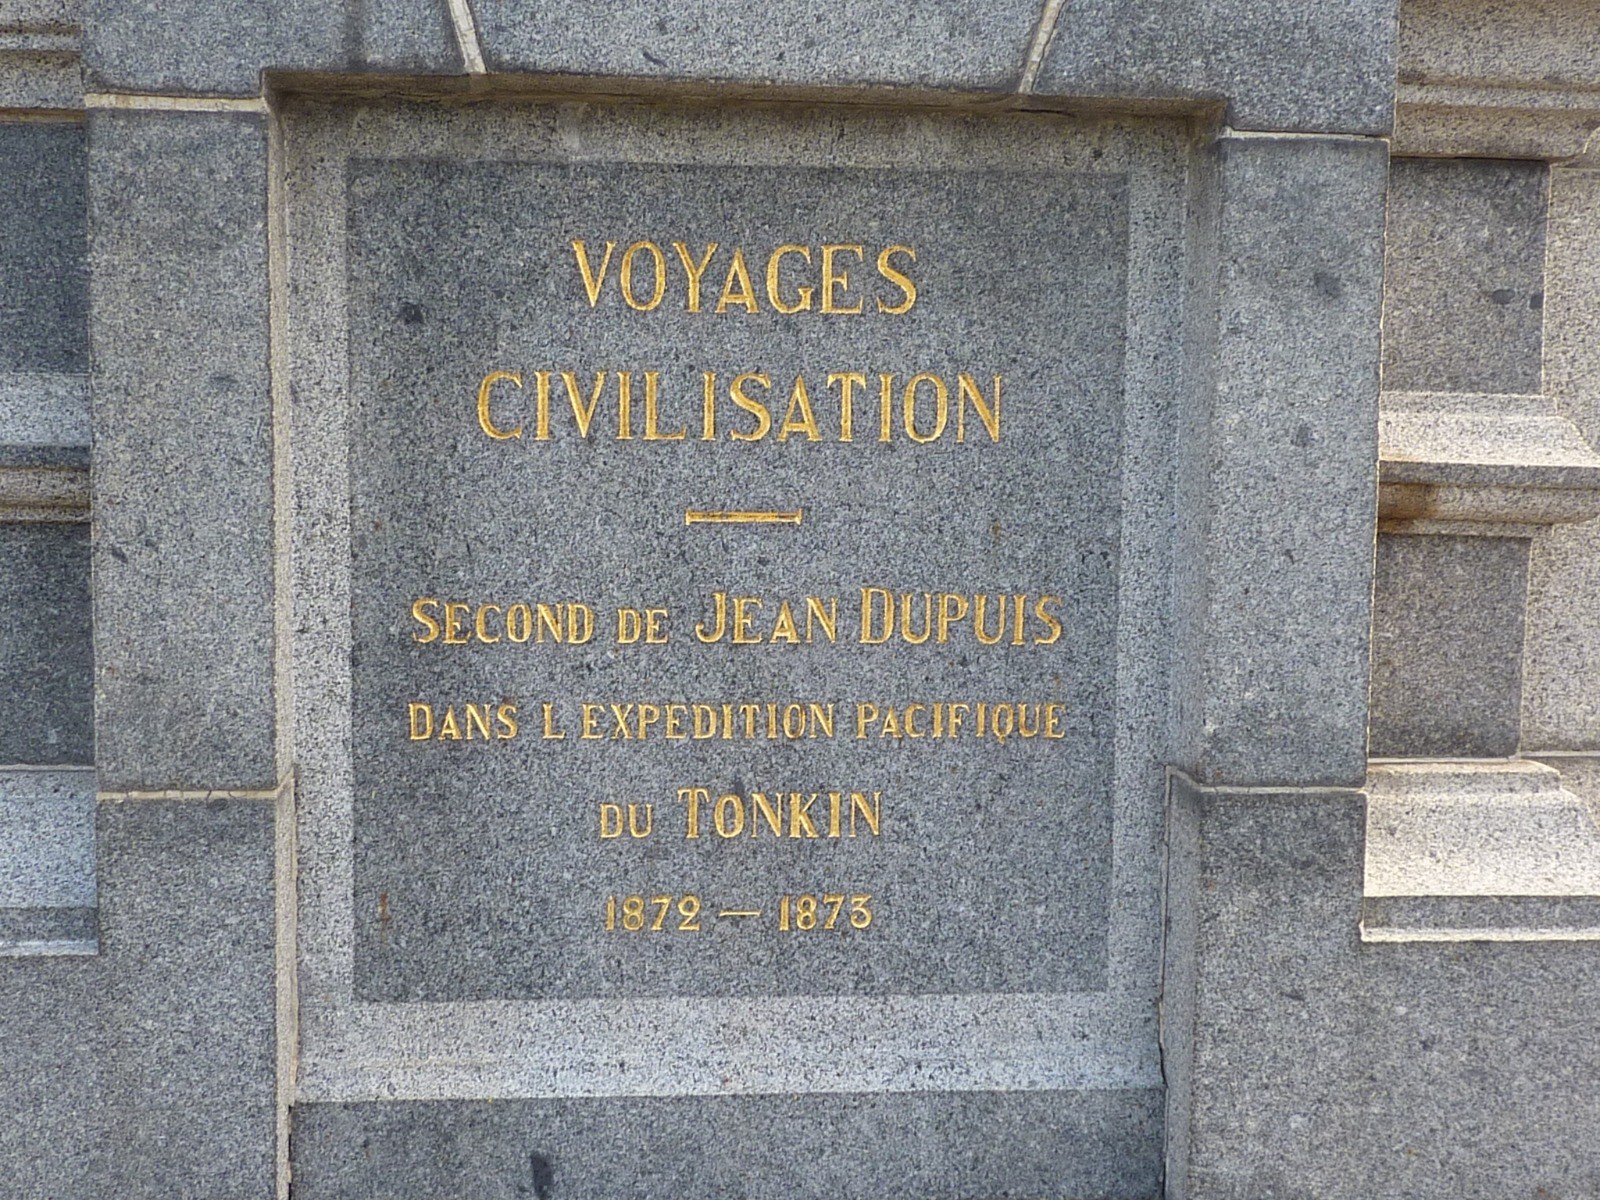 VOYAGES
CIVILISATION
SECOND DE JEAN DUPUIS
DANS L EXPEDITION PACIFIQUE
DU TONKIN
1872 — 1873